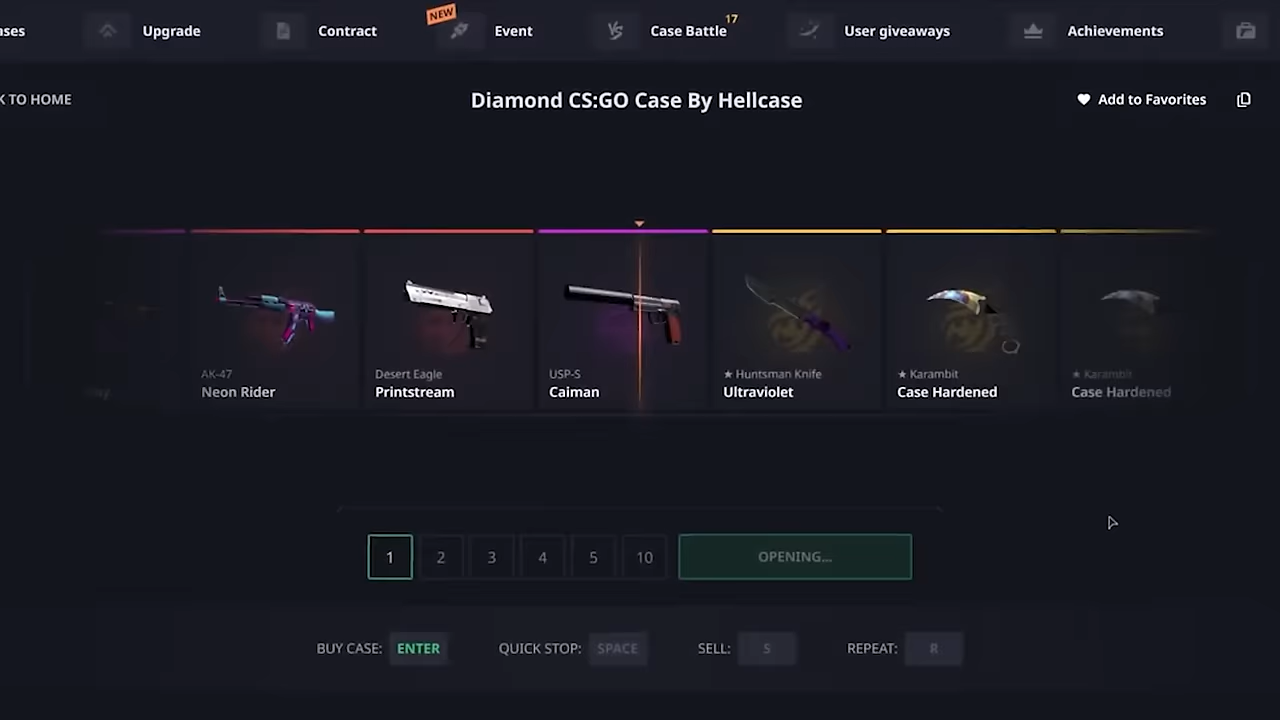 ases
Upgrade
Contract
NEW
Event
Case Battle
17
User giveaways
Achievements
K TO HOME
Diamond CS:GO Case By Hellcase
Add to Favorites
AK-47
Neon Rider
Desert Eagle
Printstream
USP-S
Caiman
★ Huntsman Knife
Ultraviolet
★ Karambit
Case Hardened
★ Karambit
Case Hardened
1
2
3
4
5
10
OPENING...
BUY CASE: ENTER
QUICK STOP: SPACE
SELL: S
REPEAT: R